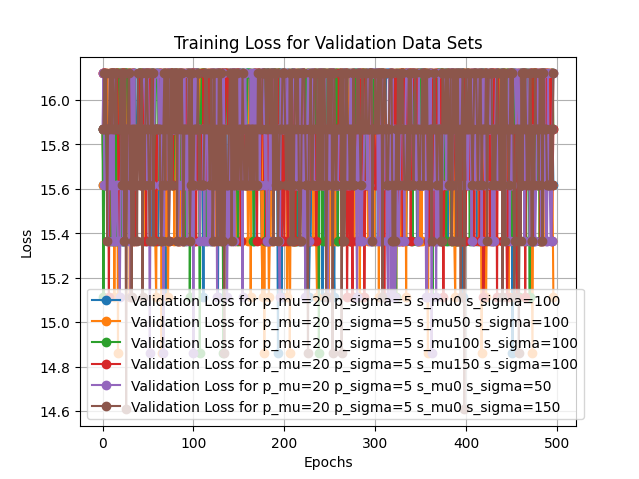 Training Loss for Validation Data Sets
16.0
15.8
15.6
15.4
15.2
15.0
14.8
14.6
Loss
Validation Loss for p_mu=20 p_sigma=5 s_mu0 s_sigma=100
Validation Loss for p_mu=20 p_sigma=5 s_mu50 s_sigma=100
Validation Loss for p_mu=20 p_sigma=5 s_mu100 s_sigma=100
Validation Loss for p_mu=20 p_sigma=5 s_mu150 s_sigma=100
Validation Loss for p_mu=20 p_sigma=5 s_mu0 s_sigma=50
Validation Loss for p_mu=20 p_sigma=5 s_mu0 s_sigma=150
0 100 200 300 400 500
Epochs